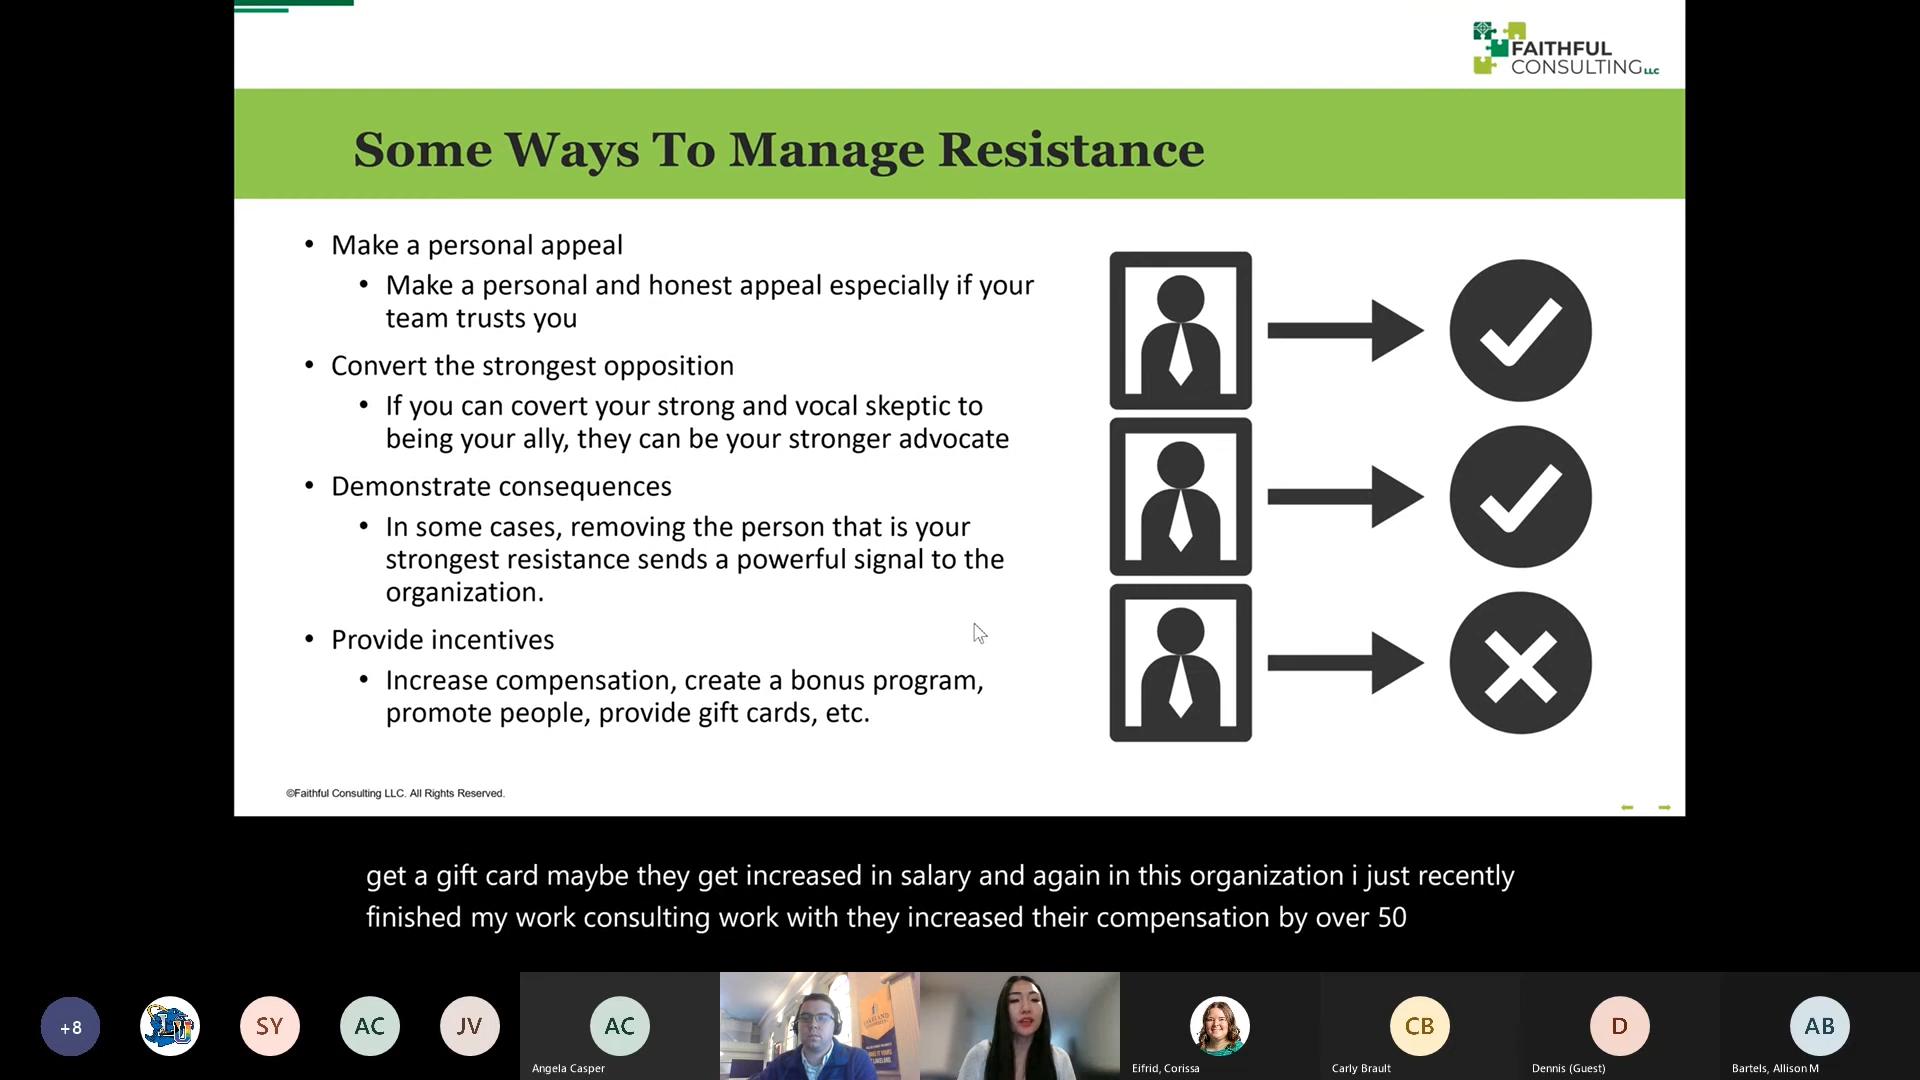 FAITHFUL
CONSULTING LLC
Some Ways To Manage Resistance
• Make a personal appeal
• Make a personal and honest appeal especially if your
team trusts you
• Convert the strongest opposition
• If you can covert your strong and vocal skeptic to
being your ally, they can be your stronger advocate
• Demonstrate consequences
• In some cases, removing the person that is your
strongest resistance sends a powerful signal to the
organization.
• Provide incentives
• Increase compensation, create a bonus program,
promote people, provide gift cards, etc.
©Faithful Consulting LLC. All Rights Reserved.
get a gift card maybe they get increased in salary and again in this organization i just recently
finished my work consulting work with they increased their compensation by over 50
+8
LU
SY
AC
JV
AC
Angela Casper
Eifrid, Corissa
CB
Carly Brault
D
Dennis (Guest)
AB
Bartels, Allison M